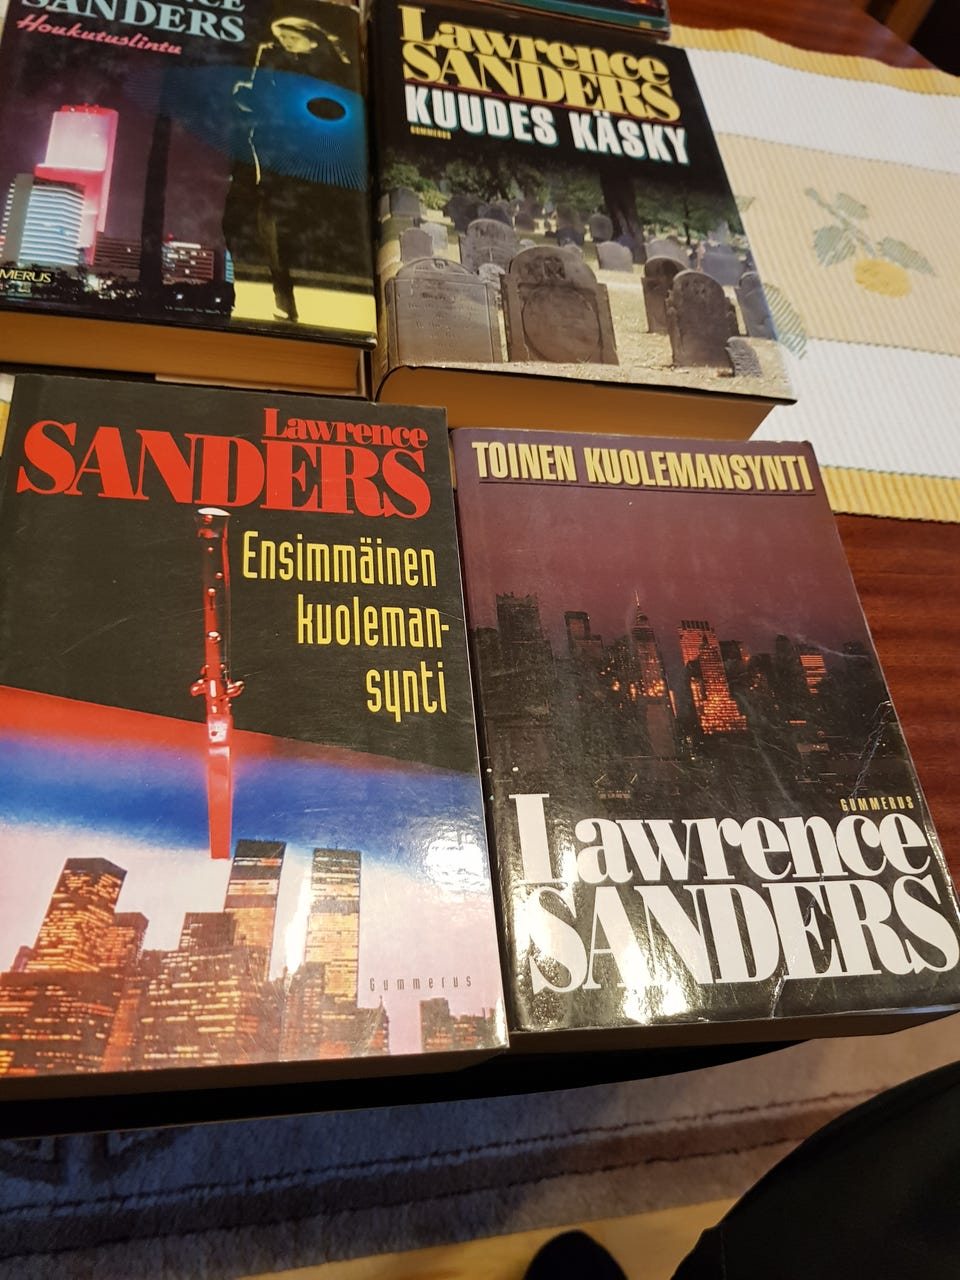 SANDERS
Houkutuslintu
MERUS
Lawrence
SANDERS
KUUDES KÄSKY
GUMMERUS
Lawrence
SANDERS
Ensimmäinen
kuoleman-
synti
Gummerus
TOINEN KUOLEMANSYNTI
GUMMERUS
Lawrence
SANDERS